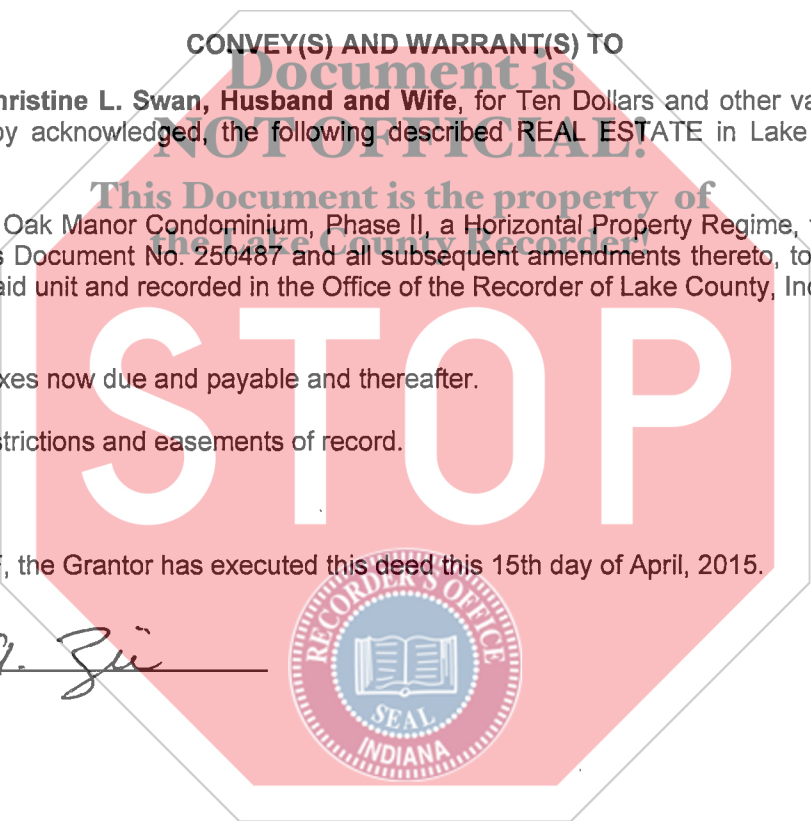 CONVEY(S) AND WARRANT(S) TO
Document is
hristine L. Swan, Husband and Wife, for Ten Dollars and other va
by acknowledged, the following described REAL ESTATE in Lake
NOT OFFICIAL!
This Document is the property of
Oak Manor Condominium, Phase II, a Horizontal Property Regime,
the Lake County Recorder!
s Document No. 250487 and all subsequent amendments thereto, to
aid unit and recorded in the Office of the Recorder of Lake County, Inc
STOP
xes now due and payable and thereafter.
strictions and easements of record.
, the Grantor has executed this deed this 15th day of April, 2015.
RECORDER'S OFFICE
SEAL
INDIANA